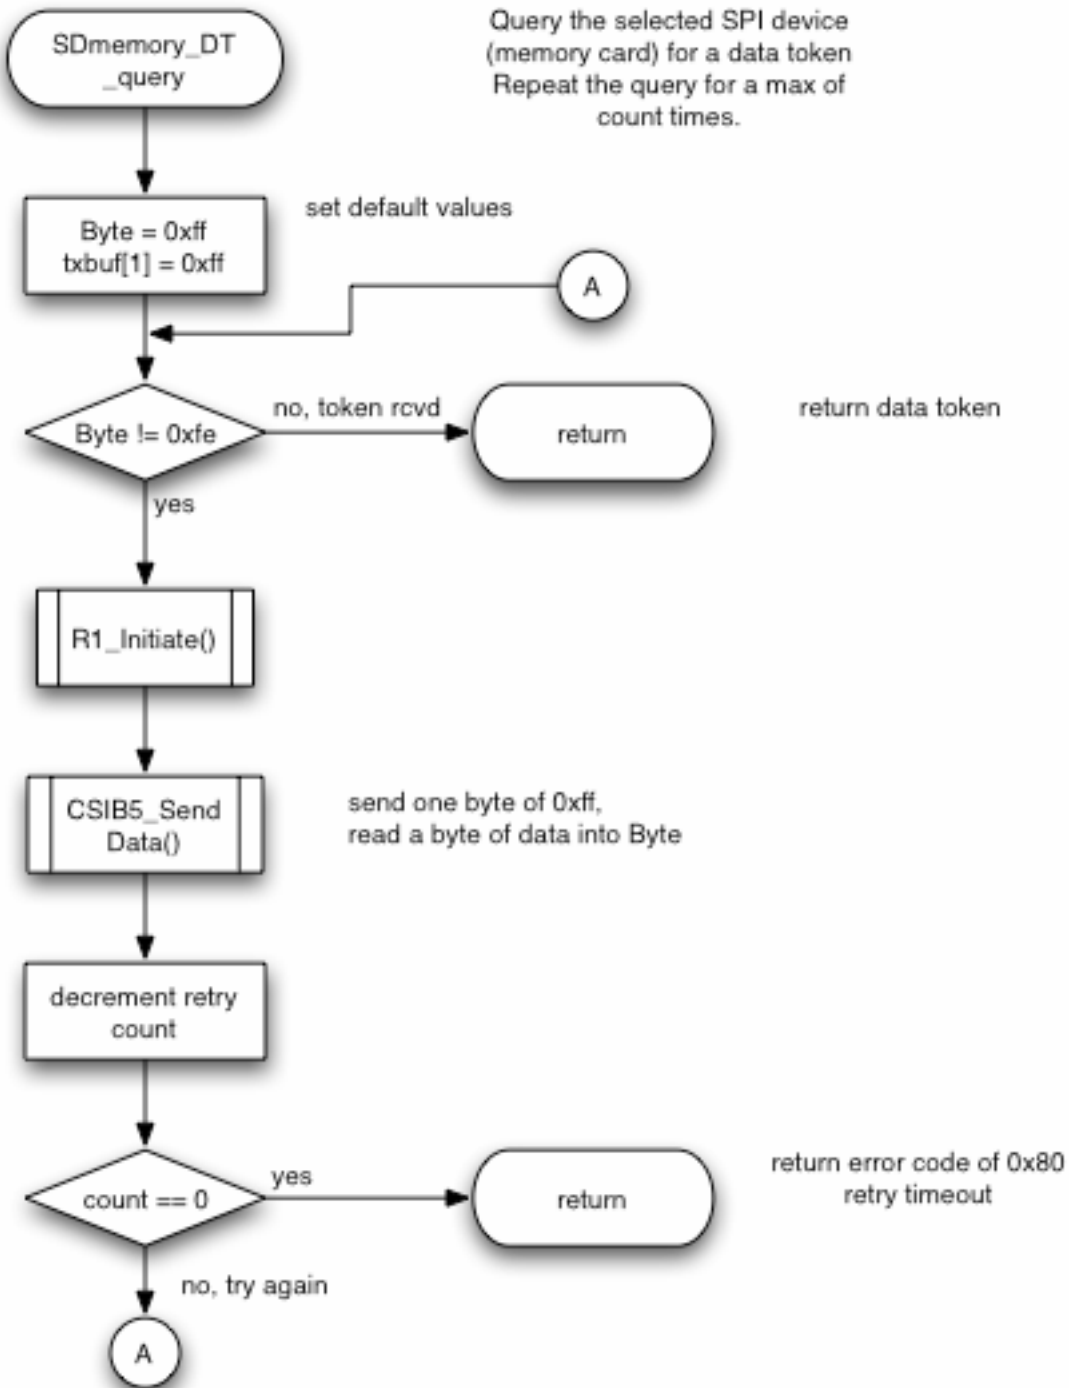 SDmemory_DT
_query
Query the selected SPI device
(memory card) for a data token
Repeat the query for a max of
count times.
Byte = 0xff
txbuf[1] = 0xff
set default values
A
Byte != 0xfe
no, token rcvd
return
return data token
yes
R1_Initiate()
CSIB5_Send
Data()
send one byte of 0xff,
read a byte of data into Byte
decrement retry
count
count == 0
yes
return
return error code of 0x80
retry timeout
no, try again
A